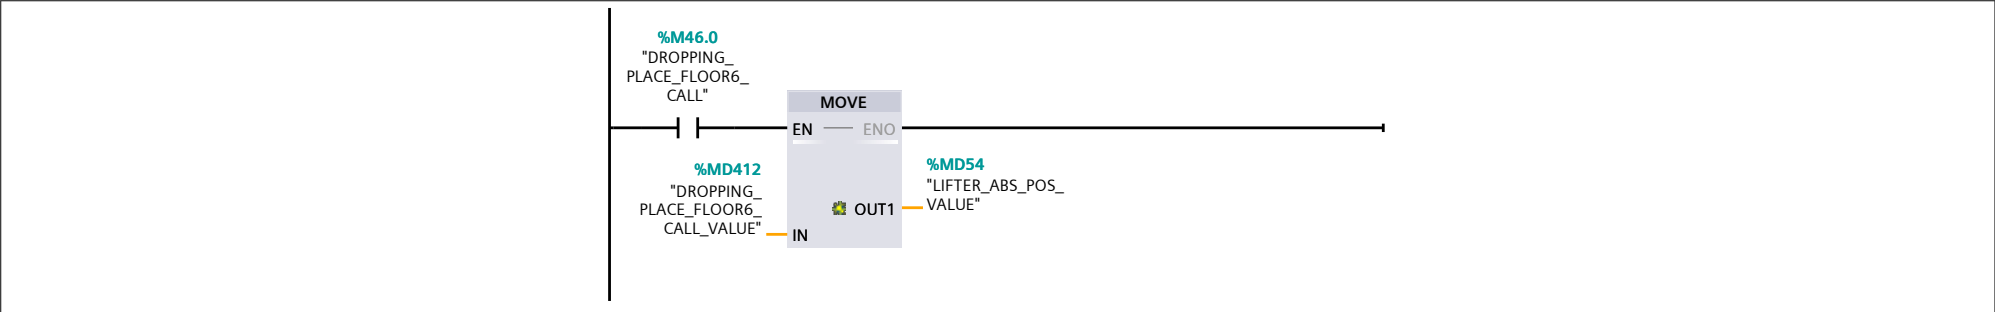 %M46.0
"DROPPING_
PLACE_FLOOR6_
CALL"
MOVE
EN
ENO
%MD412
"DROPPING_
PLACE_FLOOR6_
CALL_VALUE"
IN
OUT1
%MD54
"LIFTER_ABS_POS_
VALUE"